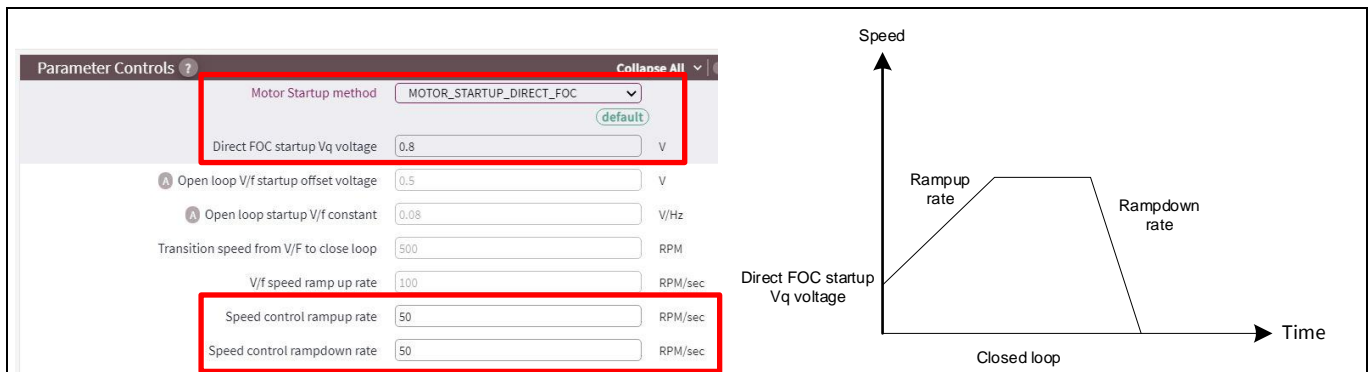 Parameter Controls ?
Collapse All
Motor Startup method
MOTOR_STARTUP_DIRECT_FOC
default
Direct FOC startup Vq voltage
0.8
V
A Open loop V/f startup offset voltage
0.5
V
A Open loop startup V/f constant
0.08
V/Hz
Transition speed from V/F to close loop
500
RPM
V/f speed ramp up rate
100
RPM/sec
Speed control rampup rate
50
RPM/sec
Speed control rampdown rate
50
RPM/sec
Speed
Rampup
rate
Rampdown
rate
Direct FOC startup
Vq voltage
Time
Closed loop